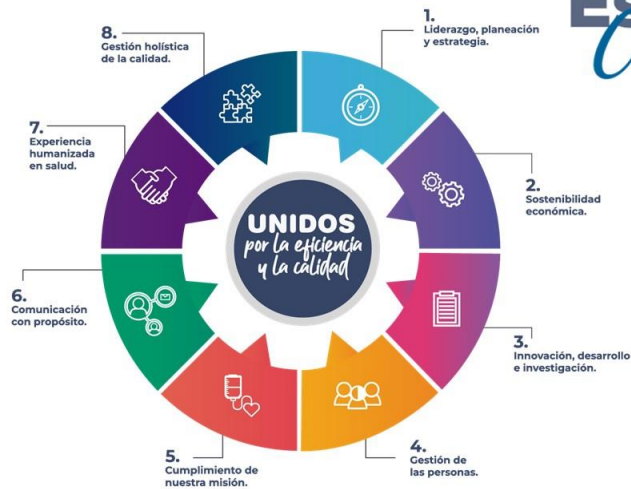 1.
Liderazgo, planeación
y estrategia.
2.
Sostenibilidad
económica.
3.
Innovación, desarrollo
e investigación.
4.
Gestión de
las personas.
5.
Cumplimiento de
nuestra misión.
6.
Comunicación
con propósito.
7.
Experiencia
humanizada
en salud.
8.
Gestión holística
de la calidad.
UNIDOS
por la eficiencia
y la calidad